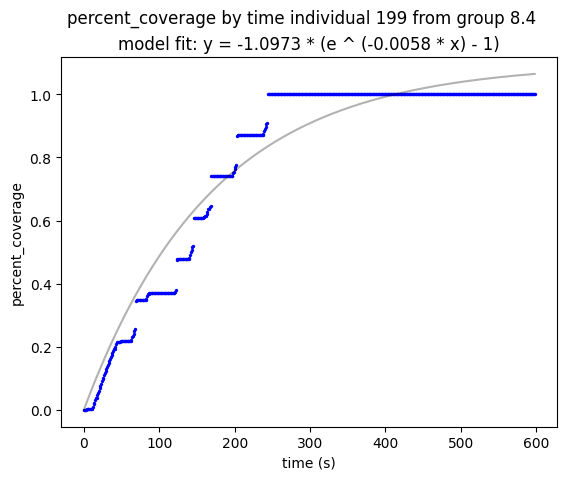 percent_coverage by time individual 199 from group 8.4
model fit: y = -1.0973 * (e ^ (-0.0058 * x) - 1)
1.0
0.8
0.6
0.4
0.2
0.0
percent_coverage
0 100 200 300 400 500 600
time (s)